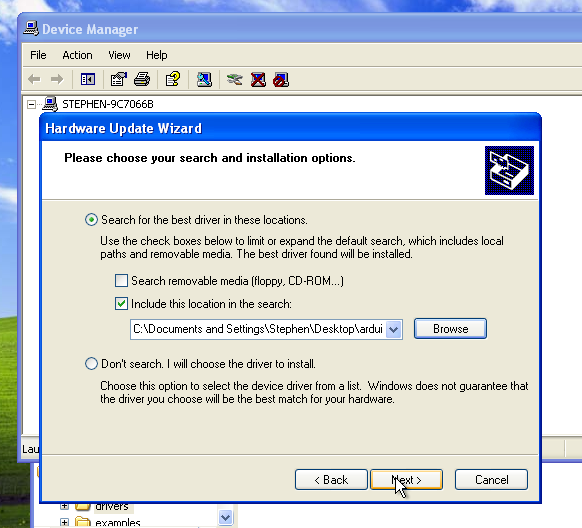 Device Manager
File Action View Help
STEPHEN-9C7066B
Hardware Update Wizard
Please choose your search and installation options.
Search for the best driver in these locations.
Use the check boxes below to limit or expand the default search, which includes local
paths and removable media. The best driver found will be installed.
Search removable media (floppy, CD-ROM...)
Include this location in the search:
C:\Documents and Settings\Stephen\Desktop\ardui
Browse
Don't search. I will choose the driver to install.
Choose this option to select the device driver from a list. Windows does not guarantee that
the driver you choose will be the best match for your hardware.
Lau
< Back Next > Cancel
drivers
examples